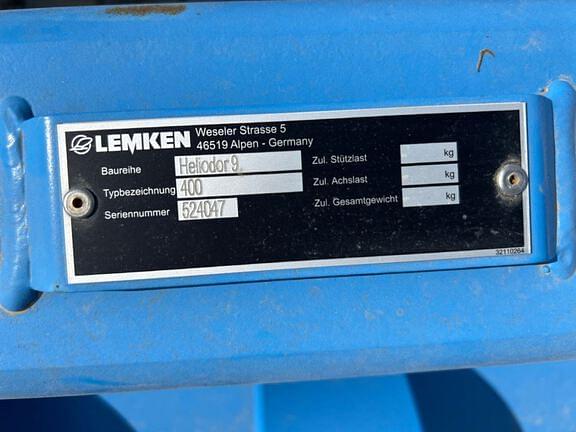 LEMKEN
Weseler Strasse 5
46519 Alpen - Germany
Baureihe Heliodor 9.
Typbezeichnung 400
Seriennummer 524047
Zul. Stützlast kg
Zul. Achslast kg
Zul. Gesamtgewicht kg
32110264